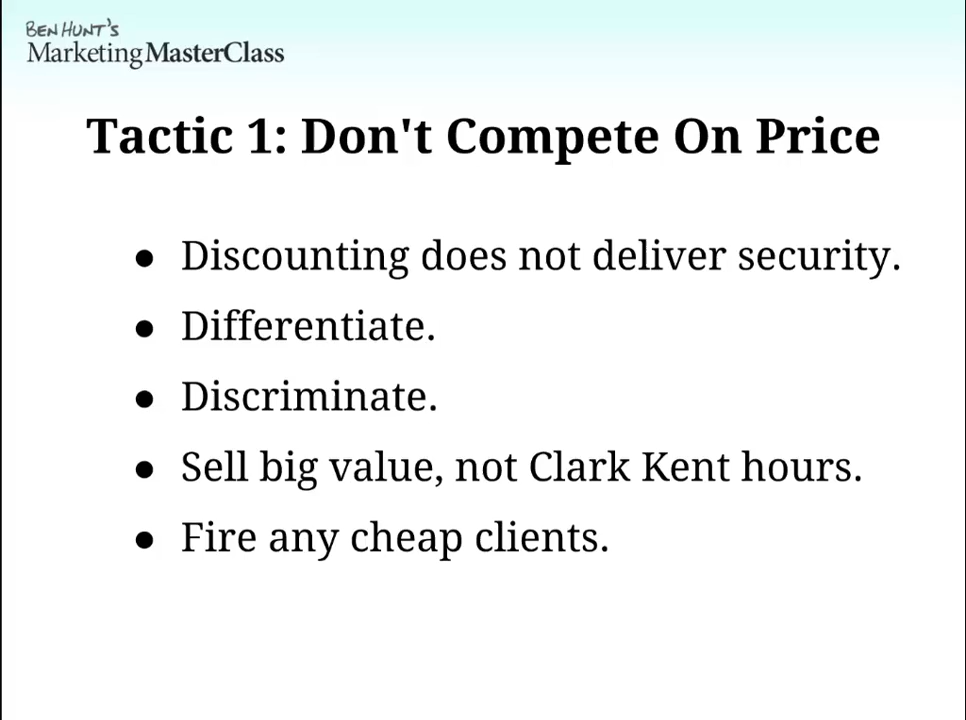 BEN HUNT'S
Marketing MasterClass
Tactic 1: Don't Compete On Price
● Discounting does not deliver security.
● Differentiate.
● Discriminate.
● Sell big value, not Clark Kent hours.
● Fire any cheap clients.